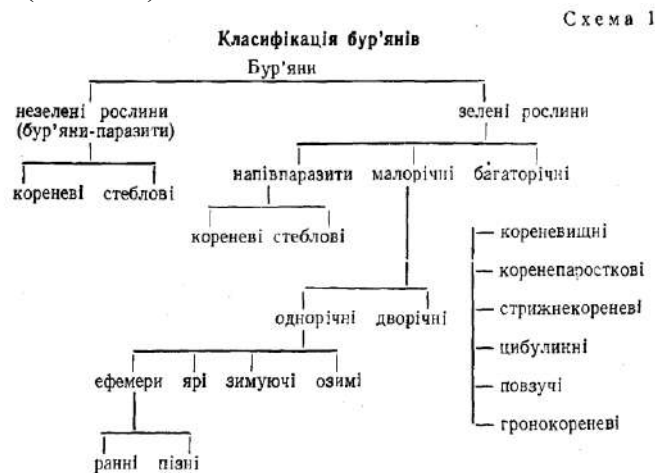 Схема 1
Класифікація бур'янів
Бур'яни
незелені рослини
(бур'яни-паразити)
зелені рослини
кореневі стеблові
напівпаразити малорічні багаторічні
кореневі стеблові
кореневищні
коренепаросткові
стрижнекореневі
цибулинні
повзучі
гронокореневі
однорічні дворічні
ефемери ярі зимуючі озимі
ранні пізні